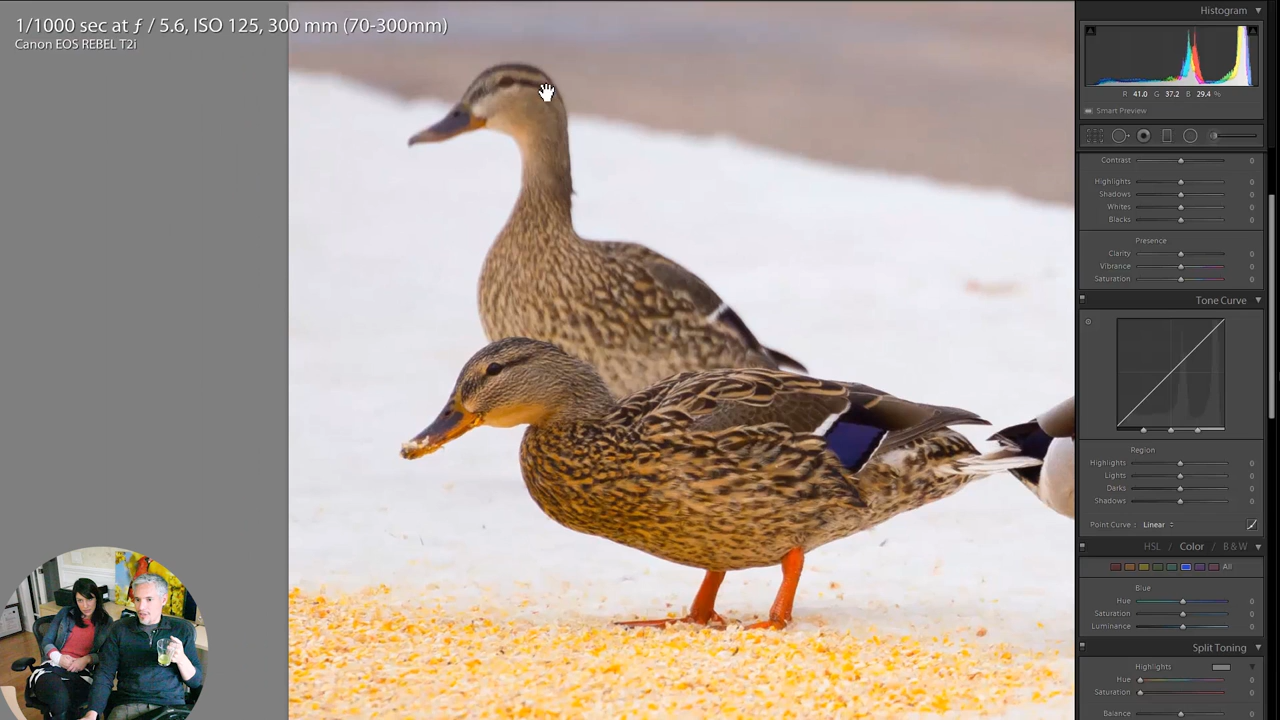 1/1000 sec at ƒ / 5.6, ISO 125, 300 mm (70-300mm)
Canon EOS REBEL T2i
Histogram
R 41.0 G 37.2 B 29.4 %
Smart Preview
Contrast 0
Highlights 0
Shadows 0
Whites 0
Blacks 0
Presence
Clarity 0
Vibrance 0
Saturation 0
Tone Curve
Region
Highlights 0
Lights 0
Darks 0
Shadows 0
Point Curve : Linear
HSL / Color / B & W
All
Blue
Hue 0
Saturation 0
Luminance 0
Split Toning
Highlights
Hue 0
Saturation 0
Balance 0